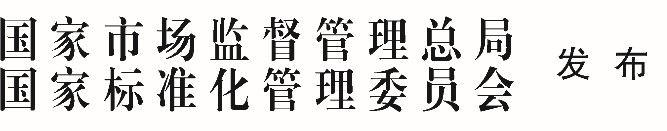 国家市场监督管理总局
国家标准化管理委员会
发布